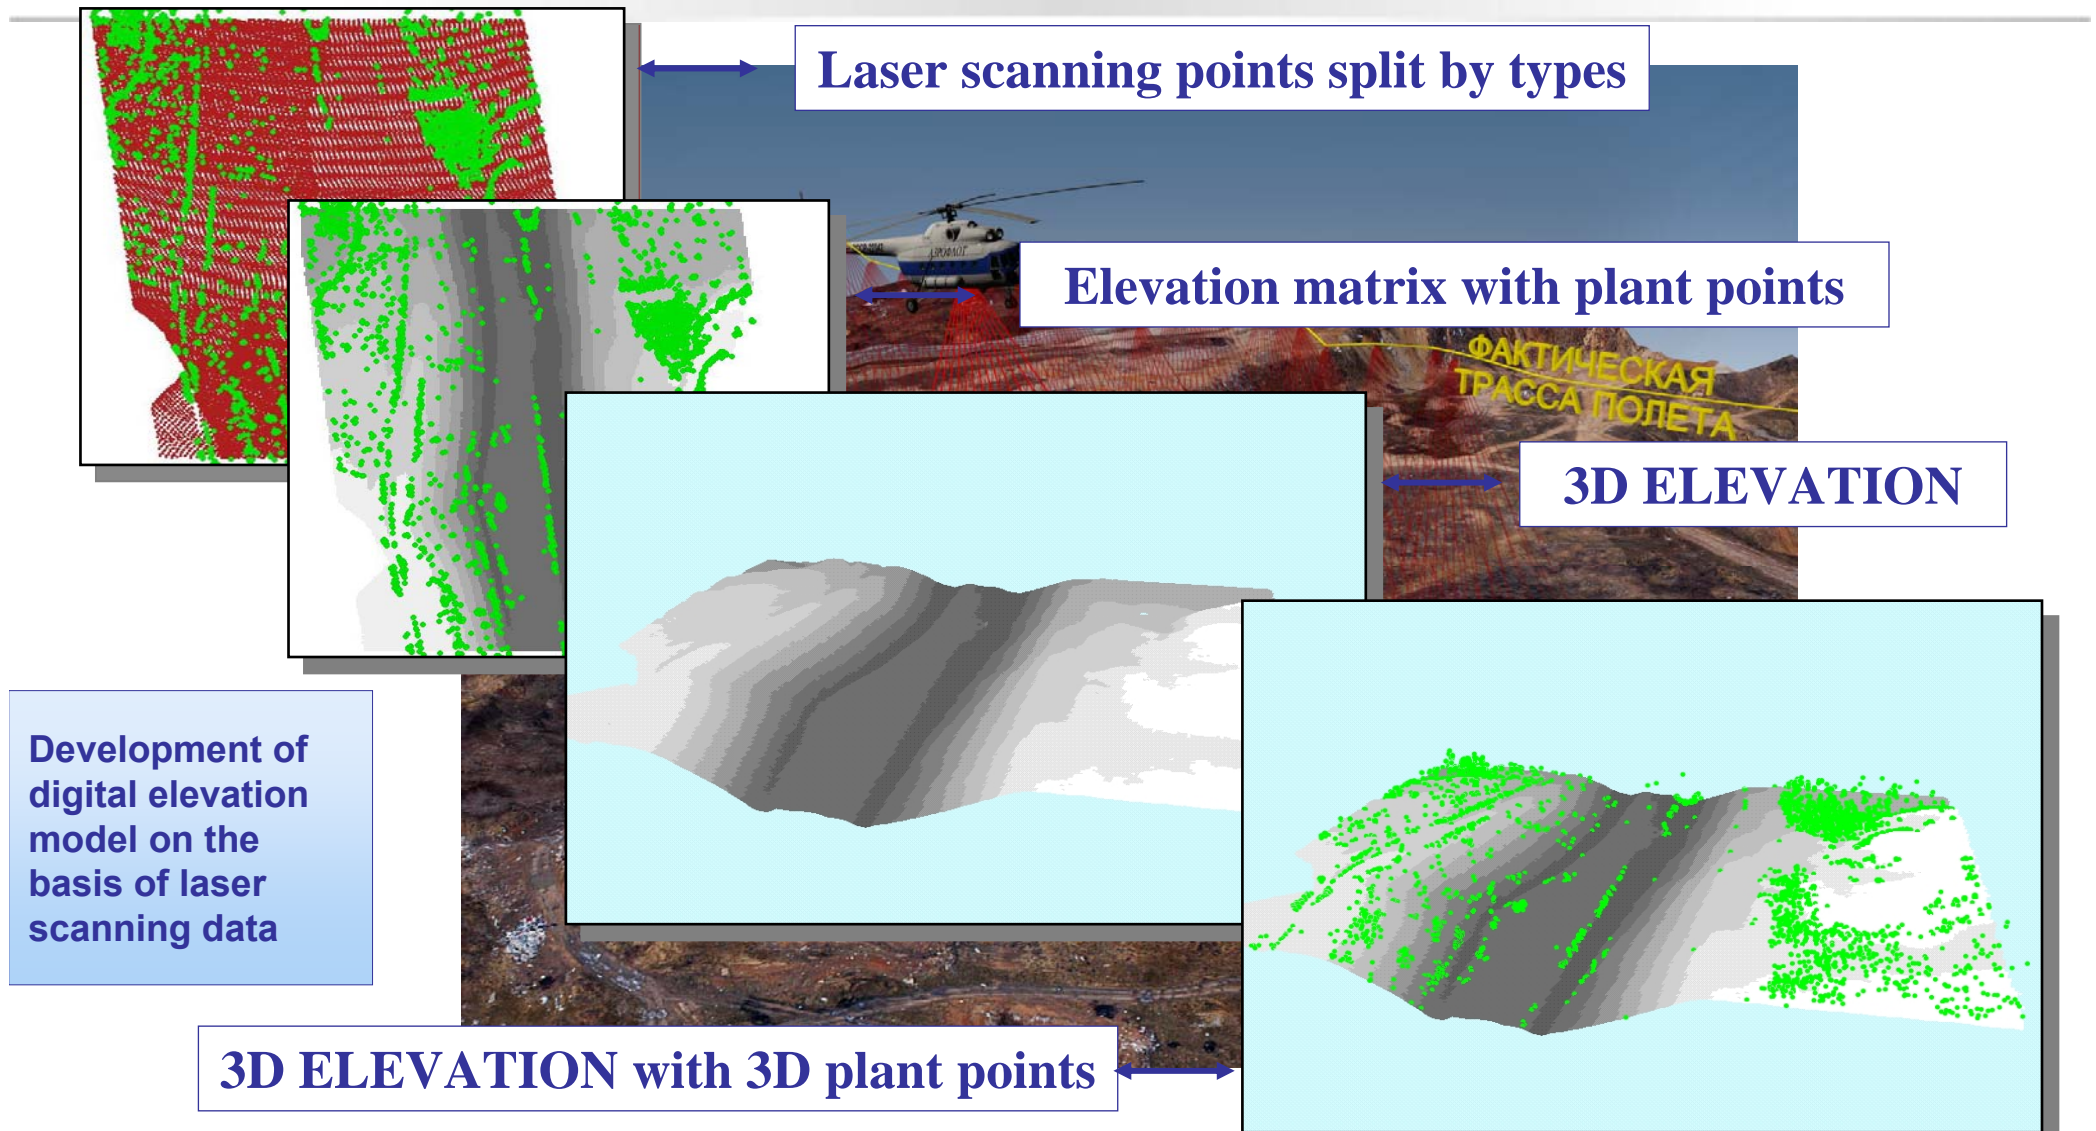 Laser scanning points split by types
АЭРОФЛОТ
Elevation matrix with plant points
ФАКТИЧЕСКАЯ
ТРАССА ПОЛЕТА
3D ELEVATION
Development of
digital elevation
model on the
basis of laser
scanning data
3D ELEVATION with 3D plant points